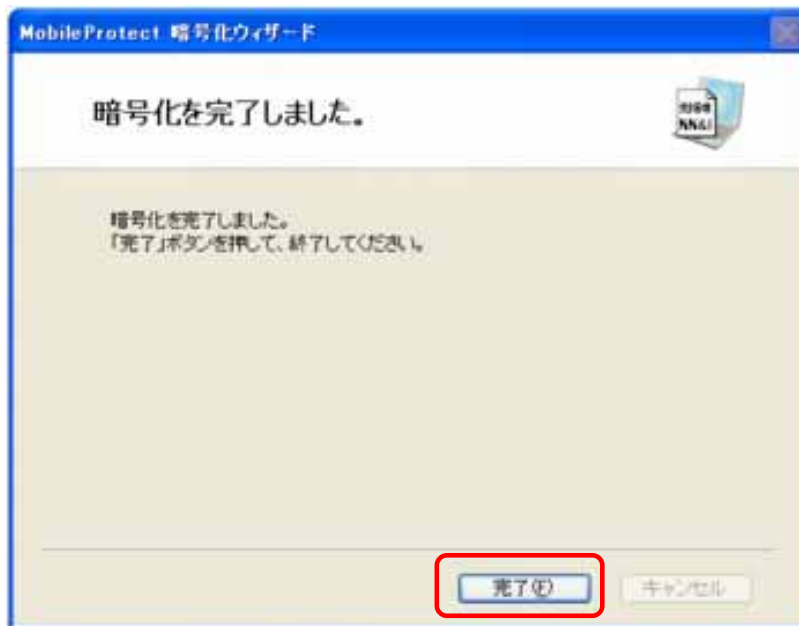 MobileProtect 暗号化ウィザード
暗号化を完了しました。
暗号化を完了しました。
「完了」ボタンを押して、終了してください。
完了(F)
キャンセル